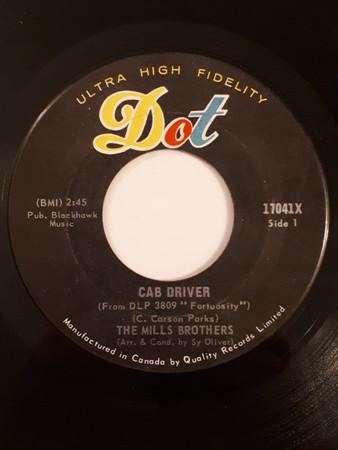 ULTRA HIGH FIDELITY
Dot
(BMI) 2:45
Pub. Blackhawk
Music
17041X
Side 1
CAB DRIVER
(From DLP 3809 "Fortuosity")
(C. Carson Parks)
THE MILLS BROTHERS
(Arr. & Cond. by Sy Oliver)
Manufactured in Canada by Quality Records Limited